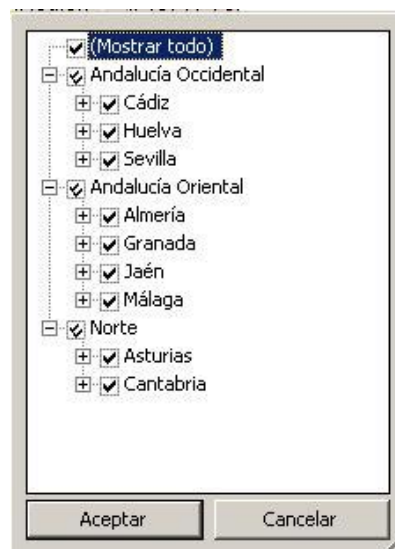 (Mostrar todo)
Andalucía Occidental
Cádiz
Huelva
Sevilla
Andalucía Oriental
Almería
Granada
Jaén
Málaga
Norte
Asturias
Cantabria
Aceptar Cancelar